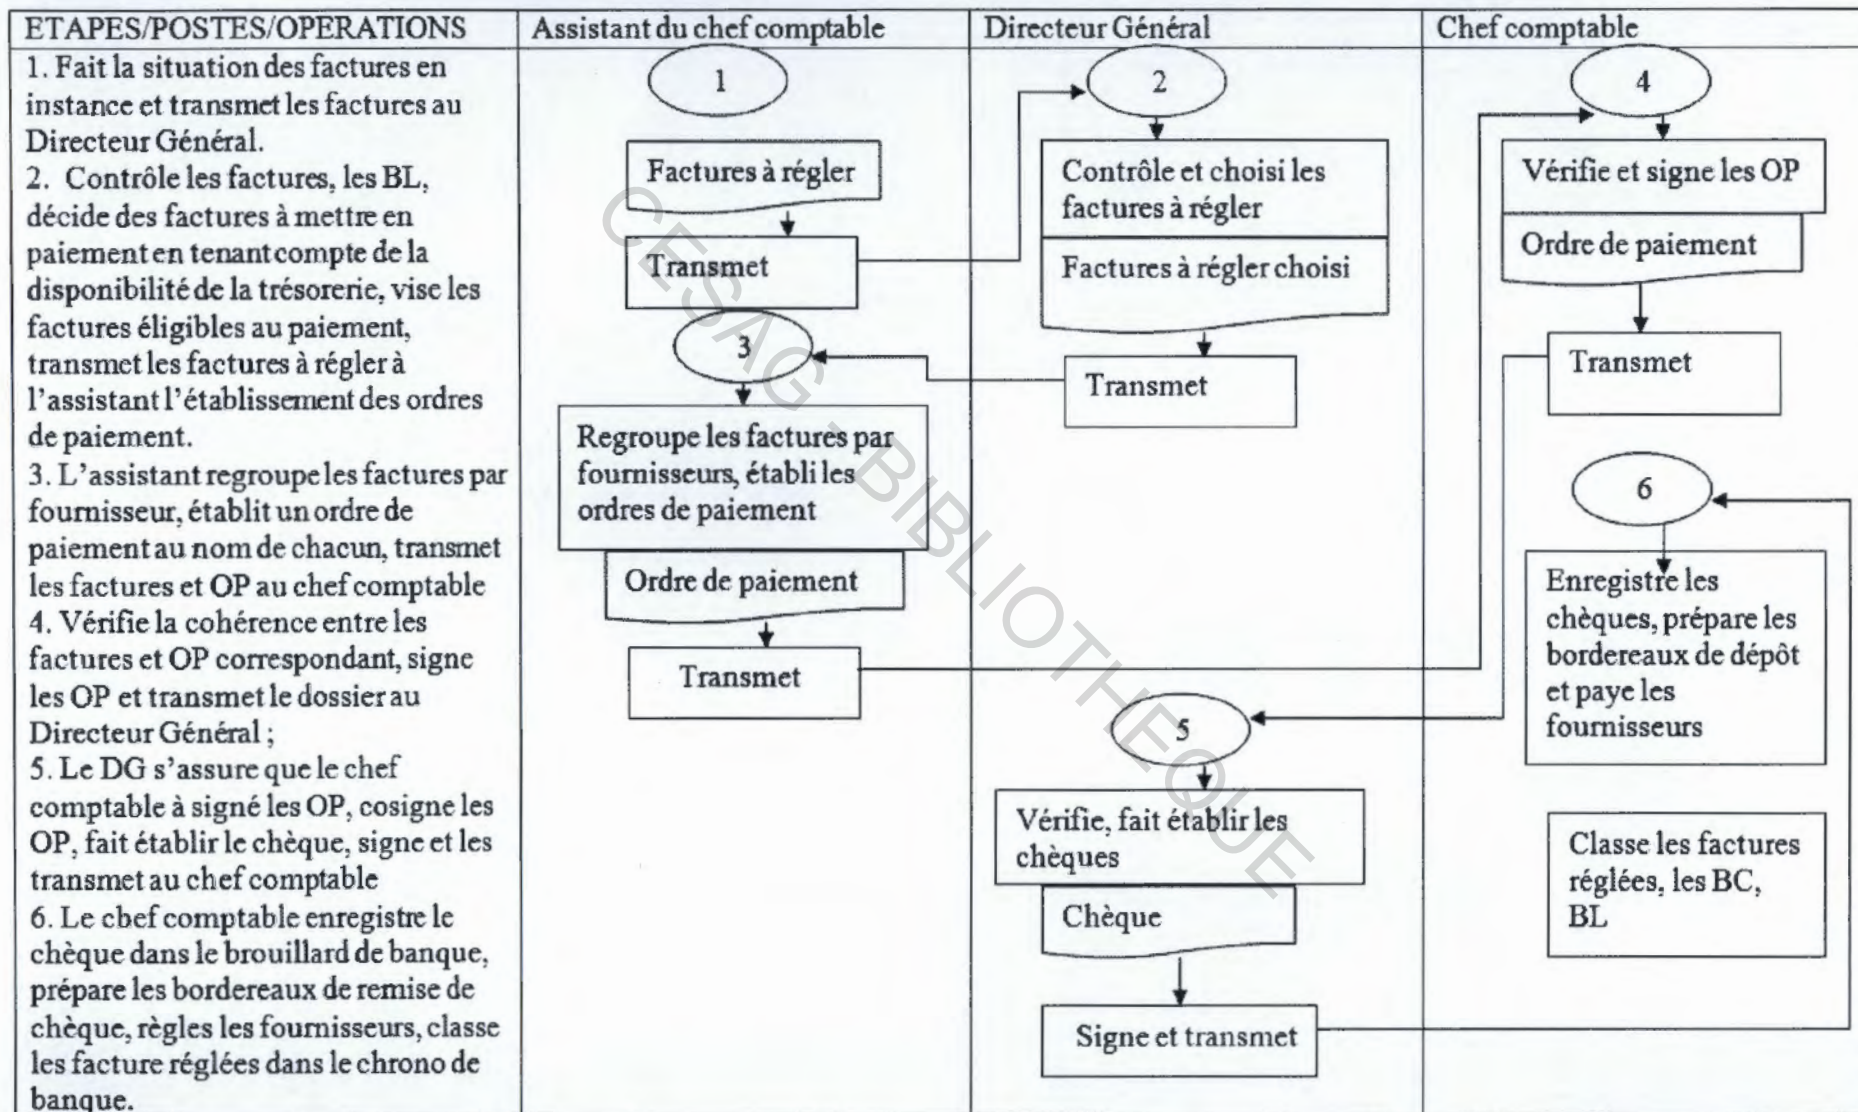 ETAPES/POSTES/OPERATIONS
1. Fait la situation des factures en
instance et transmet les factures au
Directeur Général.
2. Contrôle les factures, les BL,
décide des factures à mettre en
paiement en tenant compte de la
disponibilité de la trésorerie, vise les
factures éligibles au paiement,
transmet les factures à régler à
l'assistant l'établissement des ordres
de paiement.
3. L'assistant regroupe les factures par
fournisseur, établit un ordre de
paiement au nom de chacun, transmet
les factures et OP au chef comptable
4. Vérifie la cohérence entre les
factures et OP correspondant, signe
les OP et transmet le dossier au
Directeur Général ;
5. Le DG s'assure que le chef
comptable à signé les OP, cosigne les
OP, fait établir le chèque, signe et les
transmet au chef comptable
6. Le chef comptable enregistre le
chèque dans le brouillard de banque,
prépare les bordereaux de remise de
chèque, règles les fournisseurs, classe
les facture réglées dans le chrono de
banque.
Assistant du chef comptable
1
Factures à régler
Transmet
3
Regroupe les factures par
fournisseurs, établi les
ordres de paiement
Ordre de paiement
Transmet
Directeur Général
2
Contrôle et choisi les
factures à régler
Factures à régler choisi
Transmet
5
Vérifie, fait établir les
chèques
Chèque
Signe et transmet
Chef comptable
4
Vérifie et signe les OP
Ordre de paiement
Transmet
6
Enregistre les
chèques, prépare les
bordereaux de dépôt
et paye les
fournisseurs
Classe les factures
réglées, les BC,
BL
CESAG - BIBLIOTHEQUE